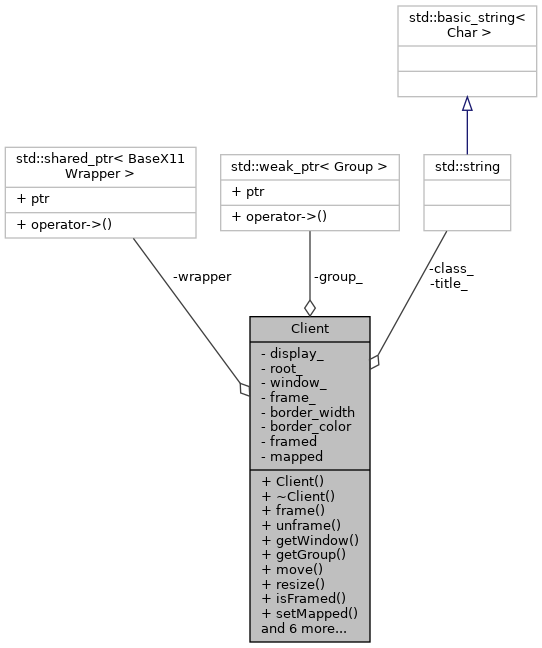 std::basic_string<
Char >
std::shared_ptr< BaseX11
Wrapper >
+ ptr
+ operator->()
std::weak_ptr< Group >
+ ptr
+ operator->()
std::string
-wrapper
-group_
-class_
-title_
Client
- display_
- root_
- window_
- frame_
- border_width
- border_color
- framed
- mapped
+ Client()
+ ~Client()
+ frame()
+ unframe()
+ getWindow()
+ getGroup()
+ move()
+ resize()
+ isFramed()
+ setMapped()
and 6 more...